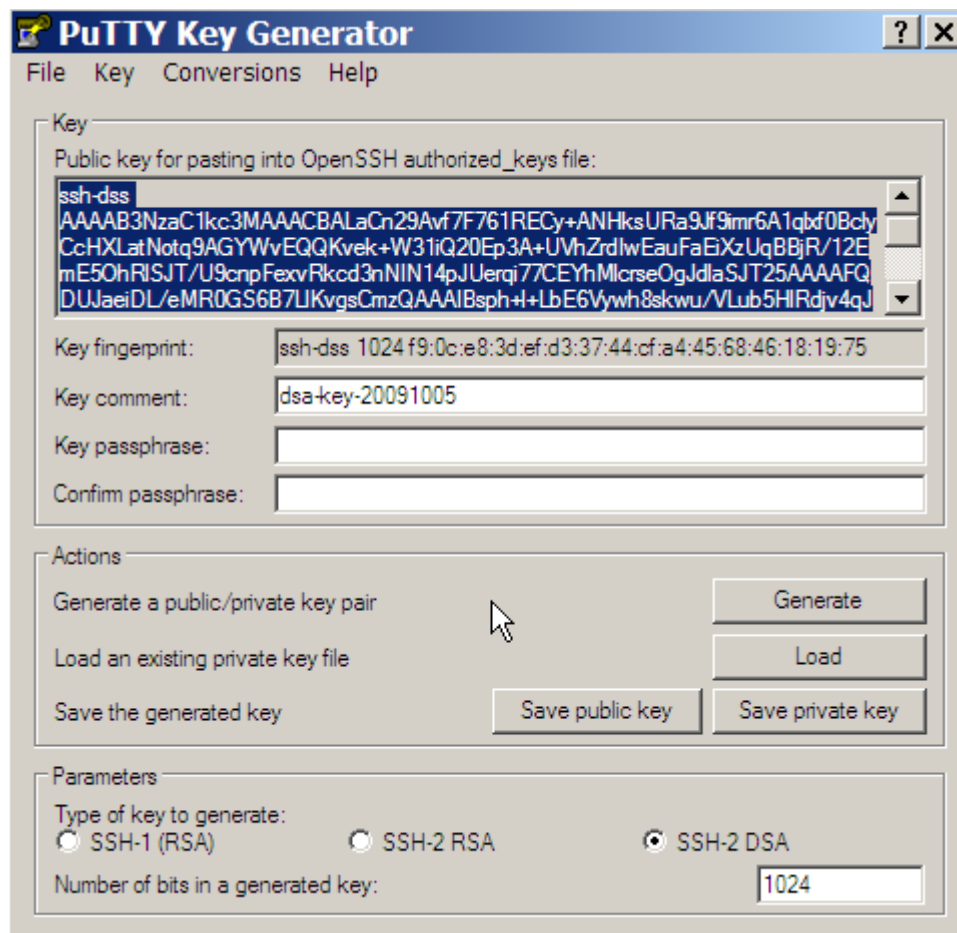 PuTTY Key Generator
File Key Conversions Help
Key
Public key for pasting into OpenSSH authorized_keys file:
ssh-dss
AAAAB3NzaC1kc3MAAACBALaCn29Avf7F761RECy+ANHksURa9Jf9imr6A1qlxf0Bcly
CcHXLatNotq9AGYWvEQQKvek+W31iQ20Ep3A+UVhZrdIwEauFaEiXzUqBBjR/12E
mE5OhRISJT/U9cnpFexvRkcd3nNIN14pJUerqi77CEYhMlcrseOgJdlaSJT25AAAAFQ
DUJaeiDL/eMR0GS6B7LlKvgsCmzQAAAIBsph+l+LbE6Vywh8skwu/VLub5HlRdjv4qJ
Key fingerprint: ssh-dss 1024 f9:0c:e8:3d:ef:d3:37:44:cf:a4:45:68:46:18:19:75
Key comment: dsa-key-20091005
Key passphrase:
Confirm passphrase:
Actions
Generate a public/private key pair Generate
Load an existing private key file Load
Save the generated key Save public key Save private key
Parameters
Type of key to generate:
SSH-1 (RSA) SSH-2 RSA SSH-2 DSA
Number of bits in a generated key: 1024